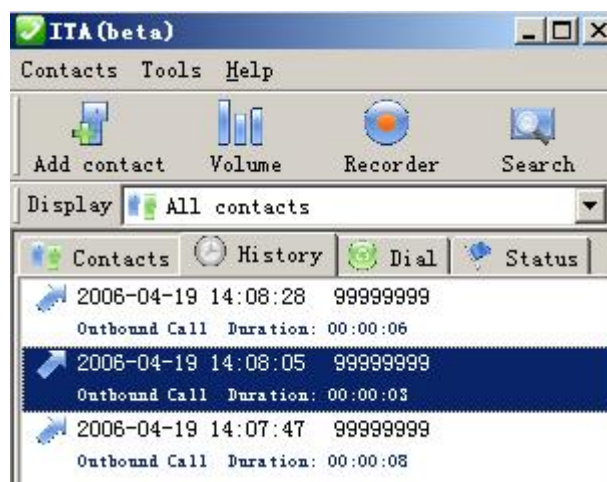 ITA(beta)
Contacts Tools Help
Add contact Volume Recorder Search
Display All contacts
Contacts History Dial Status
2006-04-19 14:08:28 99999999
Outbound Call Duration: 00:00:06
2006-04-19 14:08:05 99999999
Outbound Call Duration: 00:00:03
2006-04-19 14:07:47 99999999
Outbound Call Duration: 00:00:08